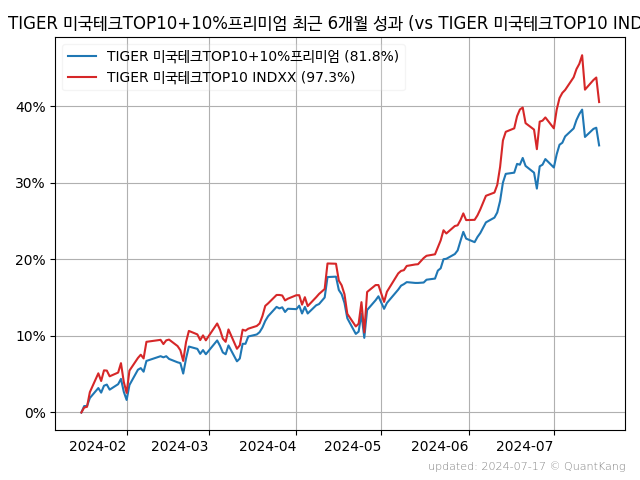 TIGER 미국테크TOP10+10%프리미엄 최근 6개월 성과 (vs TIGER 미국테크TOP10 IND
TIGER 미국테크TOP10+10%프리미엄 (81.8%)
TIGER 미국테크TOP10 INDXX (97.3%)
40%
30%
20%
10%
0%
2024-02 2024-03 2024-04 2024-05 2024-06 2024-07
updated: 2024-07-17 © QuantKang